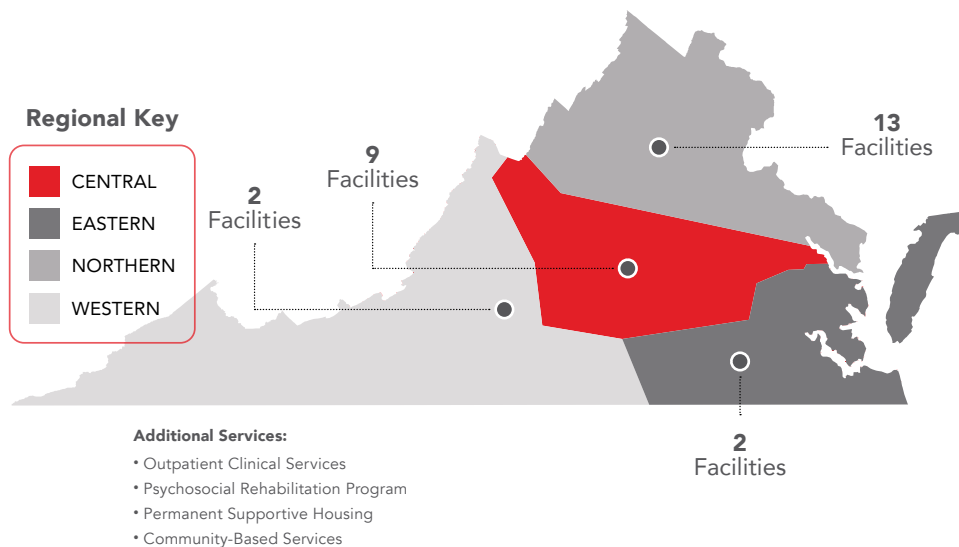 Regional Key
CENTRAL
EASTERN
NORTHERN
WESTERN
2
Facilities
9
Facilities
13
Facilities
2
Facilities
Additional Services:
• Outpatient Clinical Services
• Psychosocial Rehabilitation Program
• Permanent Supportive Housing
• Community-Based Services